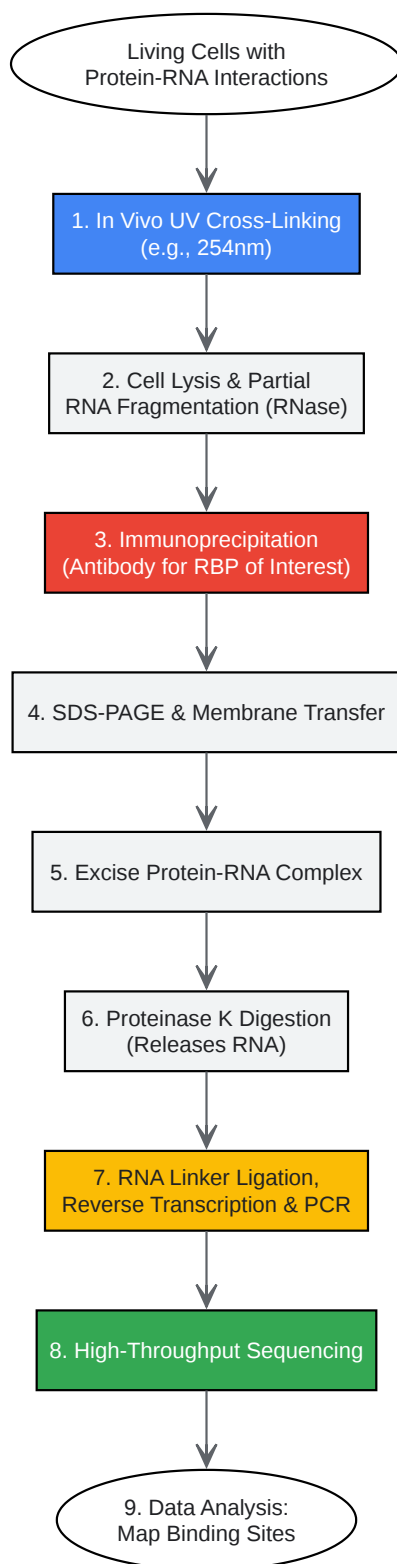 Living Cells with
Protein-RNA Interactions
1. In Vivo UV Cross-Linking
(e.g., 254nm)
2. Cell Lysis & Partial
RNA Fragmentation (RNase)
3. Immunoprecipitation
(Antibody for RBP of Interest)
4. SDS-PAGE & Membrane Transfer
5. Excise Protein-RNA Complex
6. Proteinase K Digestion
(Releases RNA)
7. RNA Linker Ligation,
Reverse Transcription & PCR
8. High-Throughput Sequencing
9. Data Analysis:
Map Binding Sites